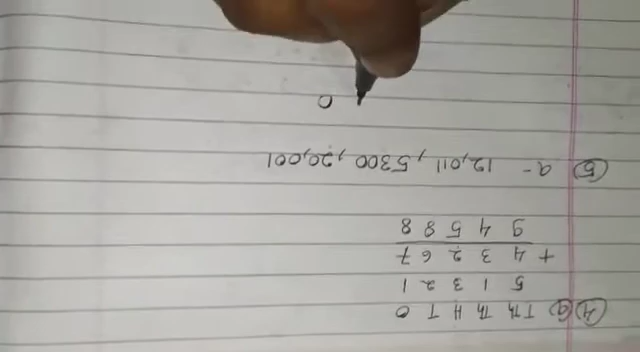 4 a TTh Th H T O
5 1 3 2 1
+ 4 3 2 6 7
9 4 5 8 8
5 a - 12,011, 5300, 20,001
0